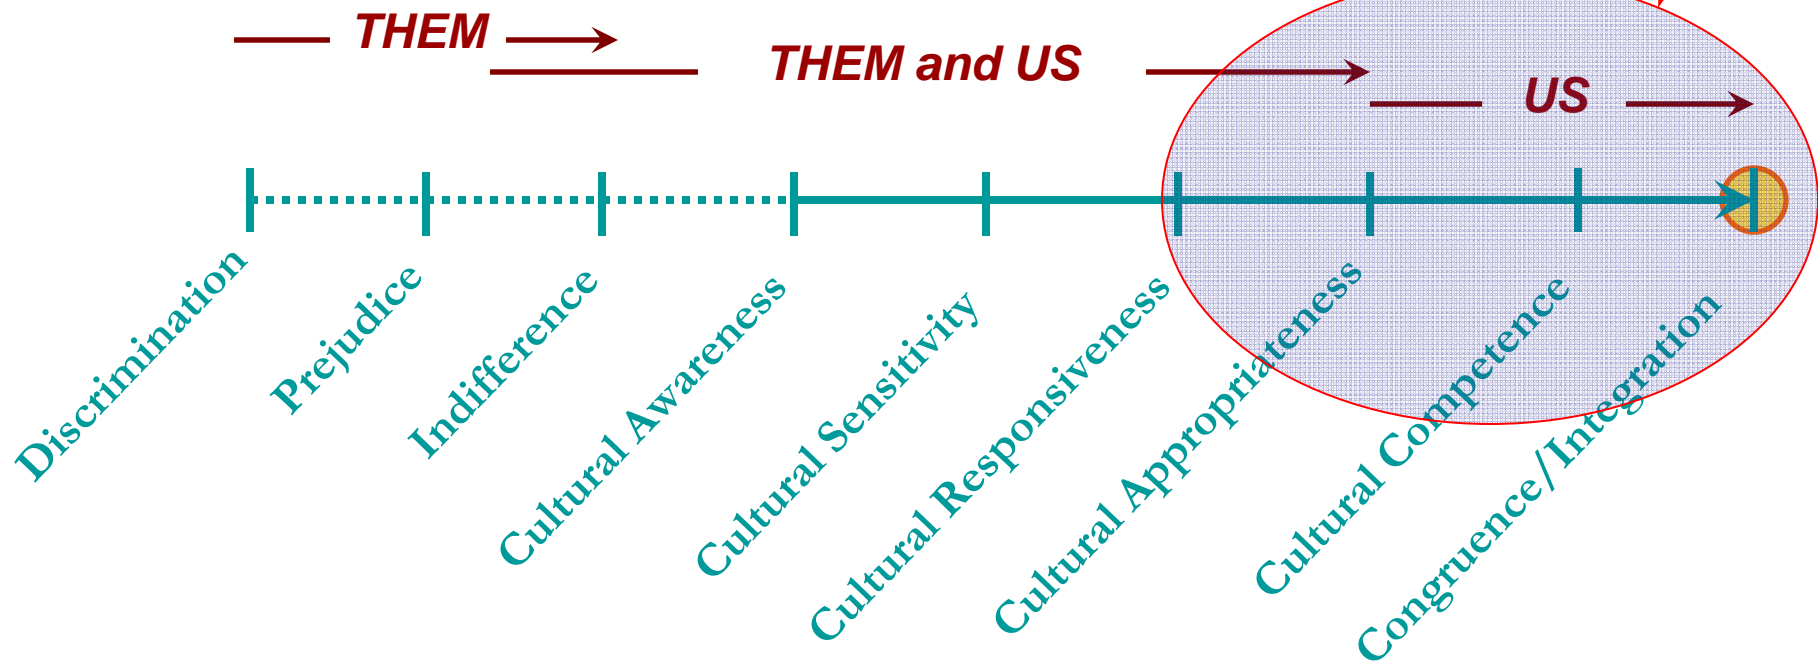 THEM
THEM and US
US
Discrimination
Prejudice
Indifference
Cultural Awareness
Cultural Sensitivity
Cultural Responsiveness
Cultural Appropriateness
Cultural Competence
Congruence/Integration